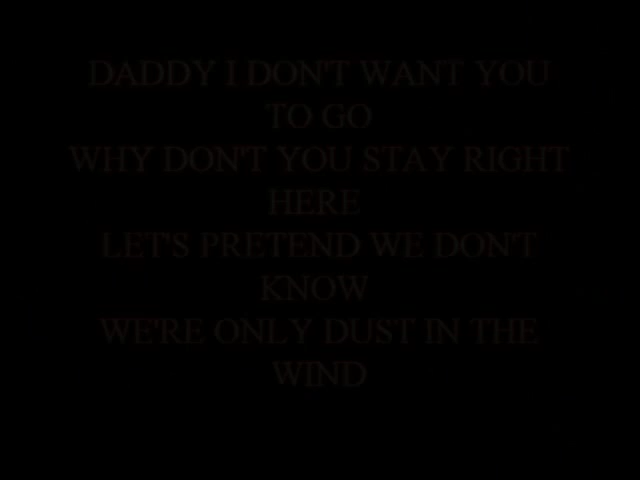 DADDY I DON'T WANT YOU
TO GO
WHY DON'T YOU STAY RIGHT
HERE
LET'S PRETEND WE DON'T
KNOW
WE'RE ONLY DUST IN THE
WIND